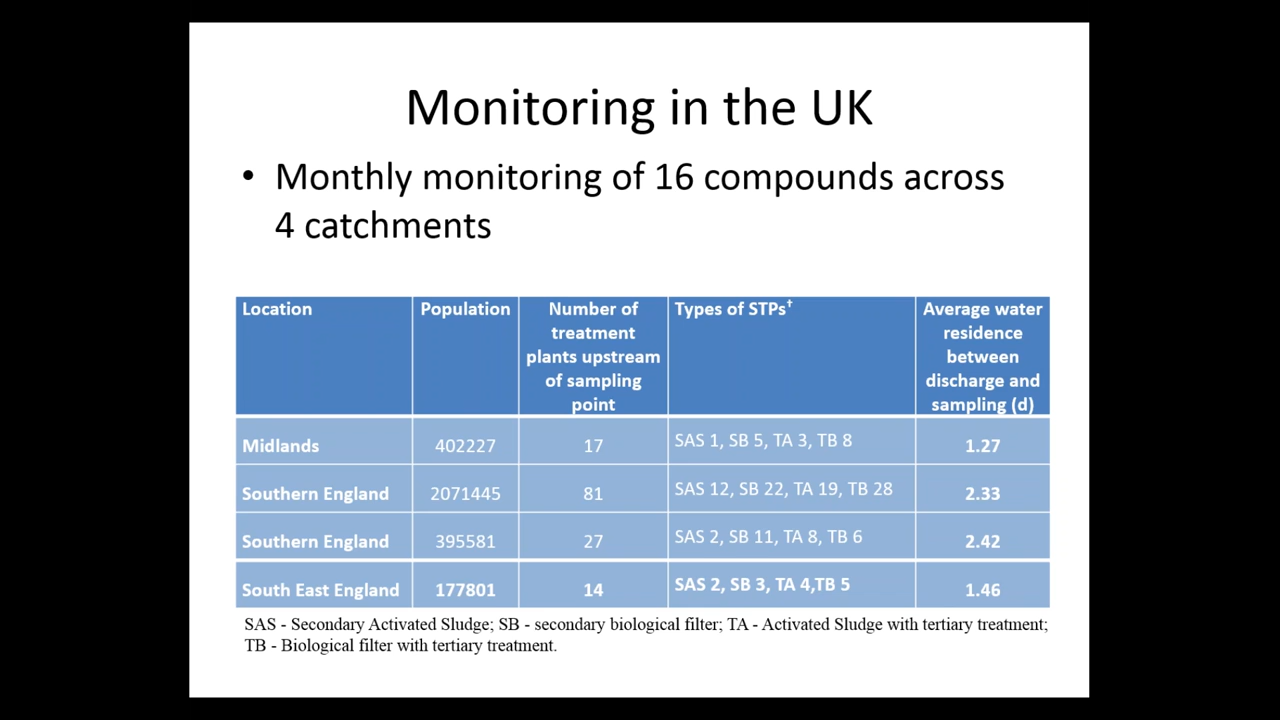 Monitoring in the UK
• Monthly monitoring of 16 compounds across
4 catchments
Location Population Number of treatment plants upstream of sampling point Types of STPs† Average water residence between discharge and sampling (d)
Midlands 402227 17 SAS 1, SB 5, TA 3, TB 8 1.27
Southern England 2071445 81 SAS 12, SB 22, TA 19, TB 28 2.33
Southern England 395581 27 SAS 2, SB 11, TA 8, TB 6 2.42
South East England 177801 14 SAS 2, SB 3, TA 4,TB 5 1.46
SAS - Secondary Activated Sludge; SB - secondary biological filter; TA - Activated Sludge with tertiary treatment;
TB - Biological filter with tertiary treatment.